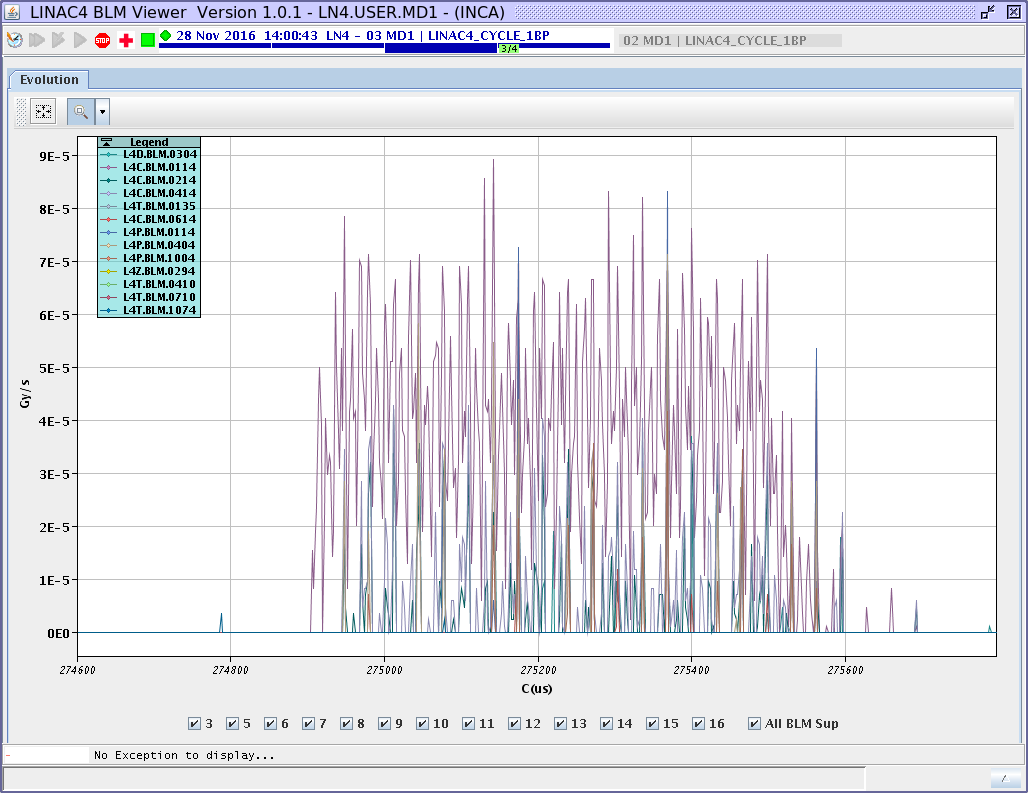 LINAC4 BLM Viewer Version 1.0.1 - LN4.USER.MD1 - (INCA)
STOP
28 Nov 2016 14:00:43 LN4 - 03 MD1 | LINAC4_CYCLE_1BP
3/4
02 MD1 | LINAC4_CYCLE_1BP
Evolution
Legend
L4D.BLM.0304
L4C.BLM.0114
L4C.BLM.0214
L4C.BLM.0414
L4T.BLM.0135
L4C.BLM.0614
L4P.BLM.0114
L4P.BLM.0404
L4P.BLM.1004
L4Z.BLM.0294
L4T.BLM.0410
L4T.BLM.0710
L4T.BLM.1074
9E-5
8E-5
7E-5
6E-5
5E-5
4E-5
3E-5
2E-5
1E-5
0E0
Gy/s
274600 274800 275000 275200 275400 275600
C(us)
3 5 6 7 8 9 10 11 12 13 14 15 16 All BLM Sup
No Exception to display...